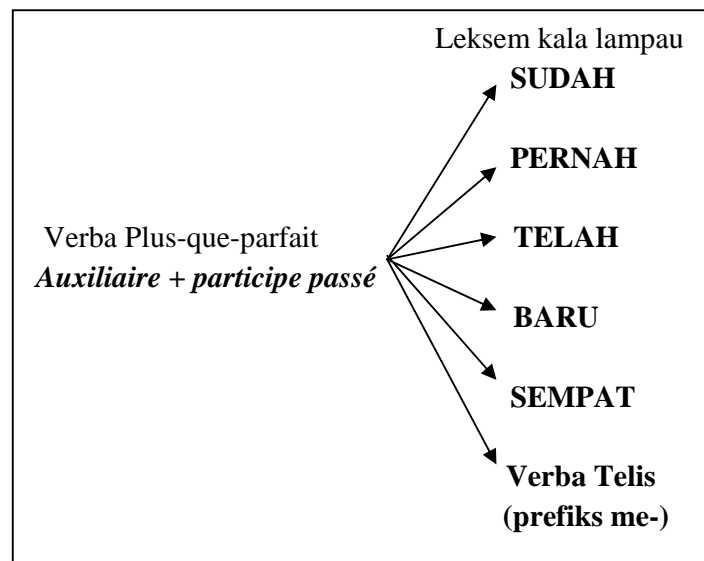 Leksem kala lampau
SUDAH
PERNAH
Verba Plus-que-parfait
Auxiliaire + participe passé
TELAH
BARU
SEMPAT
Verba Telis
(prefiks me-)